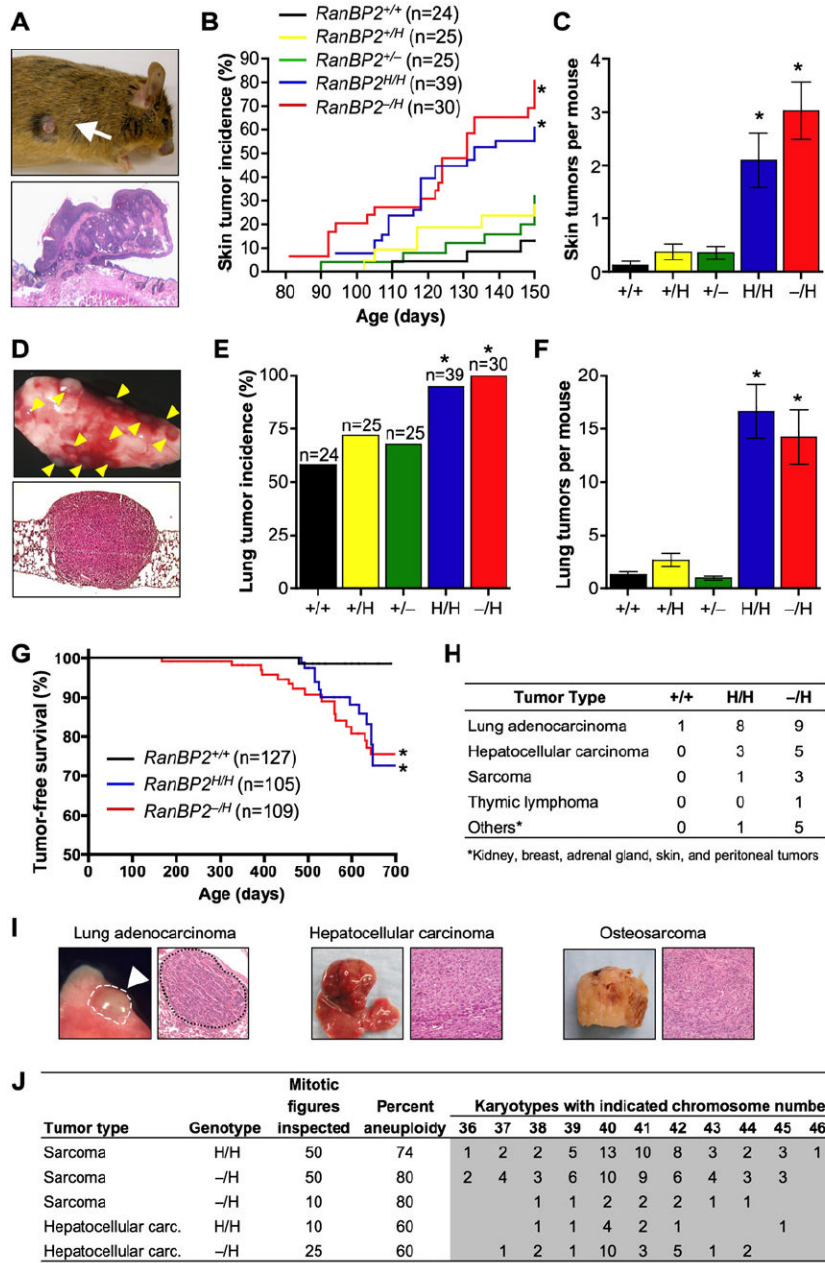 A
B
RanBP2+/+ (n=24)
RanBP2+/H (n=25)
RanBP2+/– (n=25)
RanBP2H/H (n=39)
RanBP2–/H (n=30)
Skin tumor incidence (%)
90
80
70
60
50
40
30
20
10
0
*
*
80 90 100 110 120 130 140 150
Age (days)
C
Skin tumors per mouse
4
3
2
1
0
*
*
+/+ +/H +/– H/H –/H
D
E
Lung tumor incidence (%)
100
75
50
25
0
n=24
n=25
n=25
*
n=39
*
n=30
+/+ +/H +/– H/H –/H
F
Lung tumors per mouse
20
15
10
5
0
*
*
+/+ +/H +/– H/H –/H
G
Tumor-free survival (%)
100
90
80
70
60
50
RanBP2+/+ (n=127)
RanBP2H/H (n=105)
RanBP2–/H (n=109)
*
*
0 100 200 300 400 500 600 700
Age (days)
H
Tumor Type +/+ H/H –/H
Lung adenocarcinoma 1 8 9
Hepatocellular carcinoma 0 3 5
Sarcoma 0 1 3
Thymic lymphoma 0 0 1
Others* 0 1 5
*Kidney, breast, adrenal gland, skin, and peritoneal tumors
I
Lung adenocarcinoma
Hepatocellular carcinoma
Osteosarcoma
J
Tumor type Genotype Mitotic figures inspected Percent aneuploidy Karyotypes with indicated chromosome numbe
36 37 38 39 40 41 42 43 44 45 46
Sarcoma H/H 50 74 1 2 2 5 13 10 8 3 2 3 1
Sarcoma –/H 50 80 2 4 3 6 10 9 6 4 3 3
Sarcoma –/H 10 80 1 1 2 2 2 1 1
Hepatocellular carc. H/H 10 60 1 1 4 2 1 1
Hepatocellular carc. –/H 25 60 1 2 1 10 3 5 1 2